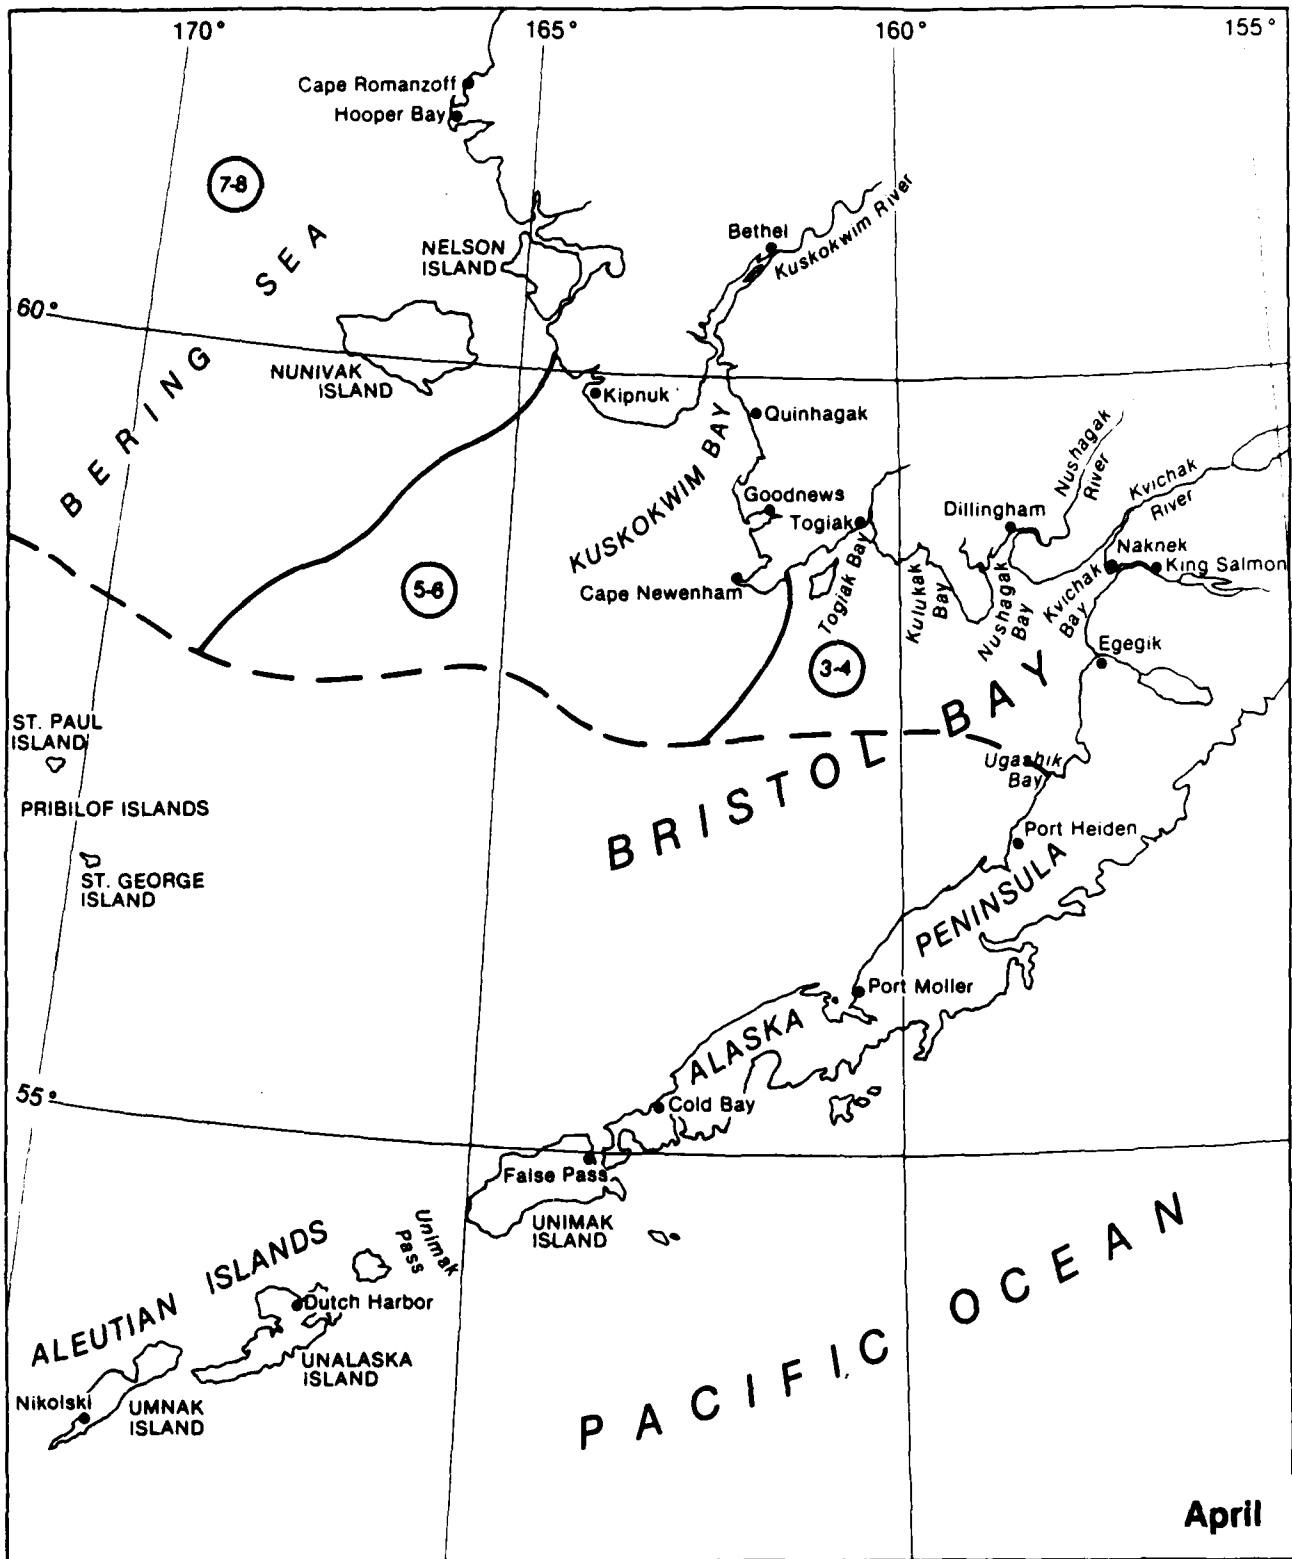 170°
165°
160°
155°
Cape Romanzoff
Hooper Bay
7-8
Bethel
Kuskokwim River
NELSON
ISLAND
BERING SEA
60°
NUNIVAK
ISLAND
Kipnuk
Quinhagak
KUSKOKWIM BAY
Goodnews
Togiak
Dillingham
Nushagak
River
Kvichak
River
Naknek
King Salmon
Cape Newenham
Togiak Bay
Kulukak
Bay
Nushagak
Bay
Kvichak
Bay
Egegik
5-6
3-4
ST. PAUL
ISLAND
PRIBILOF ISLANDS
ST. GEORGE
ISLAND
BRISTOL BAY
Ugashik
Bay
Port Heiden
ALASKA PENINSULA
Port Moller
55°
Cold Bay
False Pass
UNIMAK
ISLAND
Unimak
Pass
ALEUTIAN ISLANDS
Dutch Harbor
UNALASKA
ISLAND
Nikolski
UMNAK
ISLAND
PACIFIC OCEAN
April